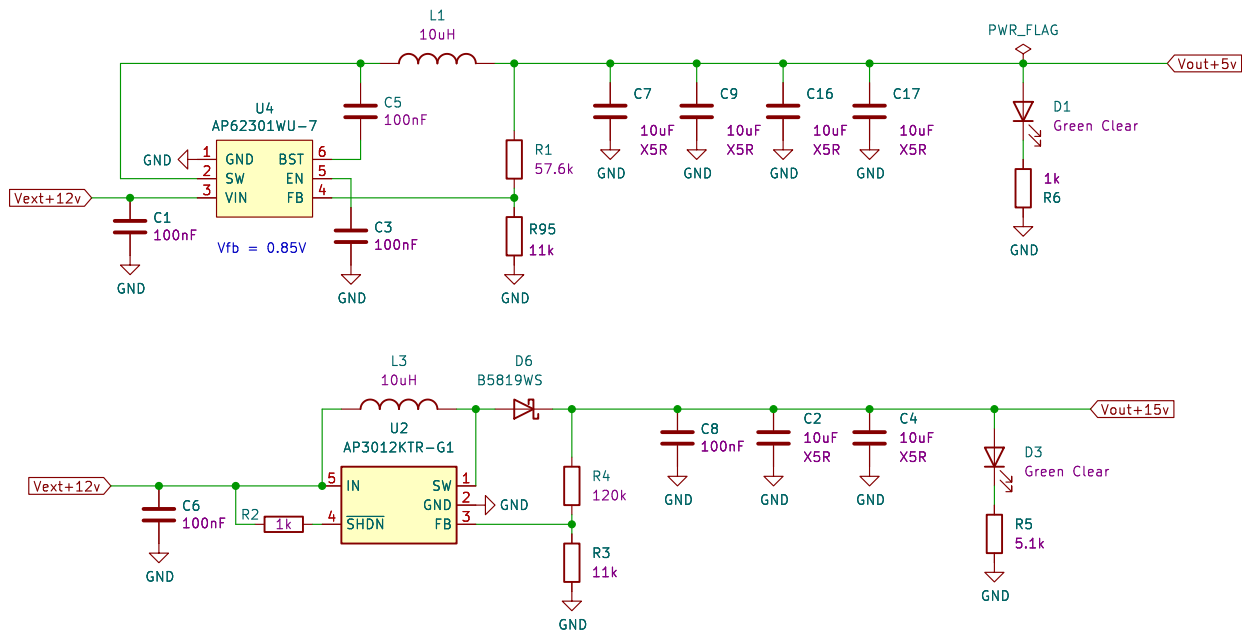 L1
10uH
PWR_FLAG
Vout+5v
C5
100nF
C7
10uF
X5R
GND
C9
10uF
X5R
GND
C16
10uF
X5R
GND
C17
10uF
X5R
GND
D1
Green Clear
U4
AP62301WU-7
GND
1 GND BST 6
2 SW EN 5
3 VIN FB 4
R1
57.6k
1k
R6
GND
Vext+12v
C1
100nF
GND
Vfb = 0.85V
C3
100nF
GND
R95
11k
GND
L3
10uH
D6
B5819WS
U2
AP3012KTR-G1
Vout+15v
C8
100nF
GND
C2
10uF
X5R
GND
C4
10uF
X5R
GND
D3
Green Clear
Vext+12v
5 IN SW 1
GND 2 GND
4 SHDN FB 3
R4
120k
C6
100nF
GND
R2
1k
R3
11k
GND
R5
5.1k
GND